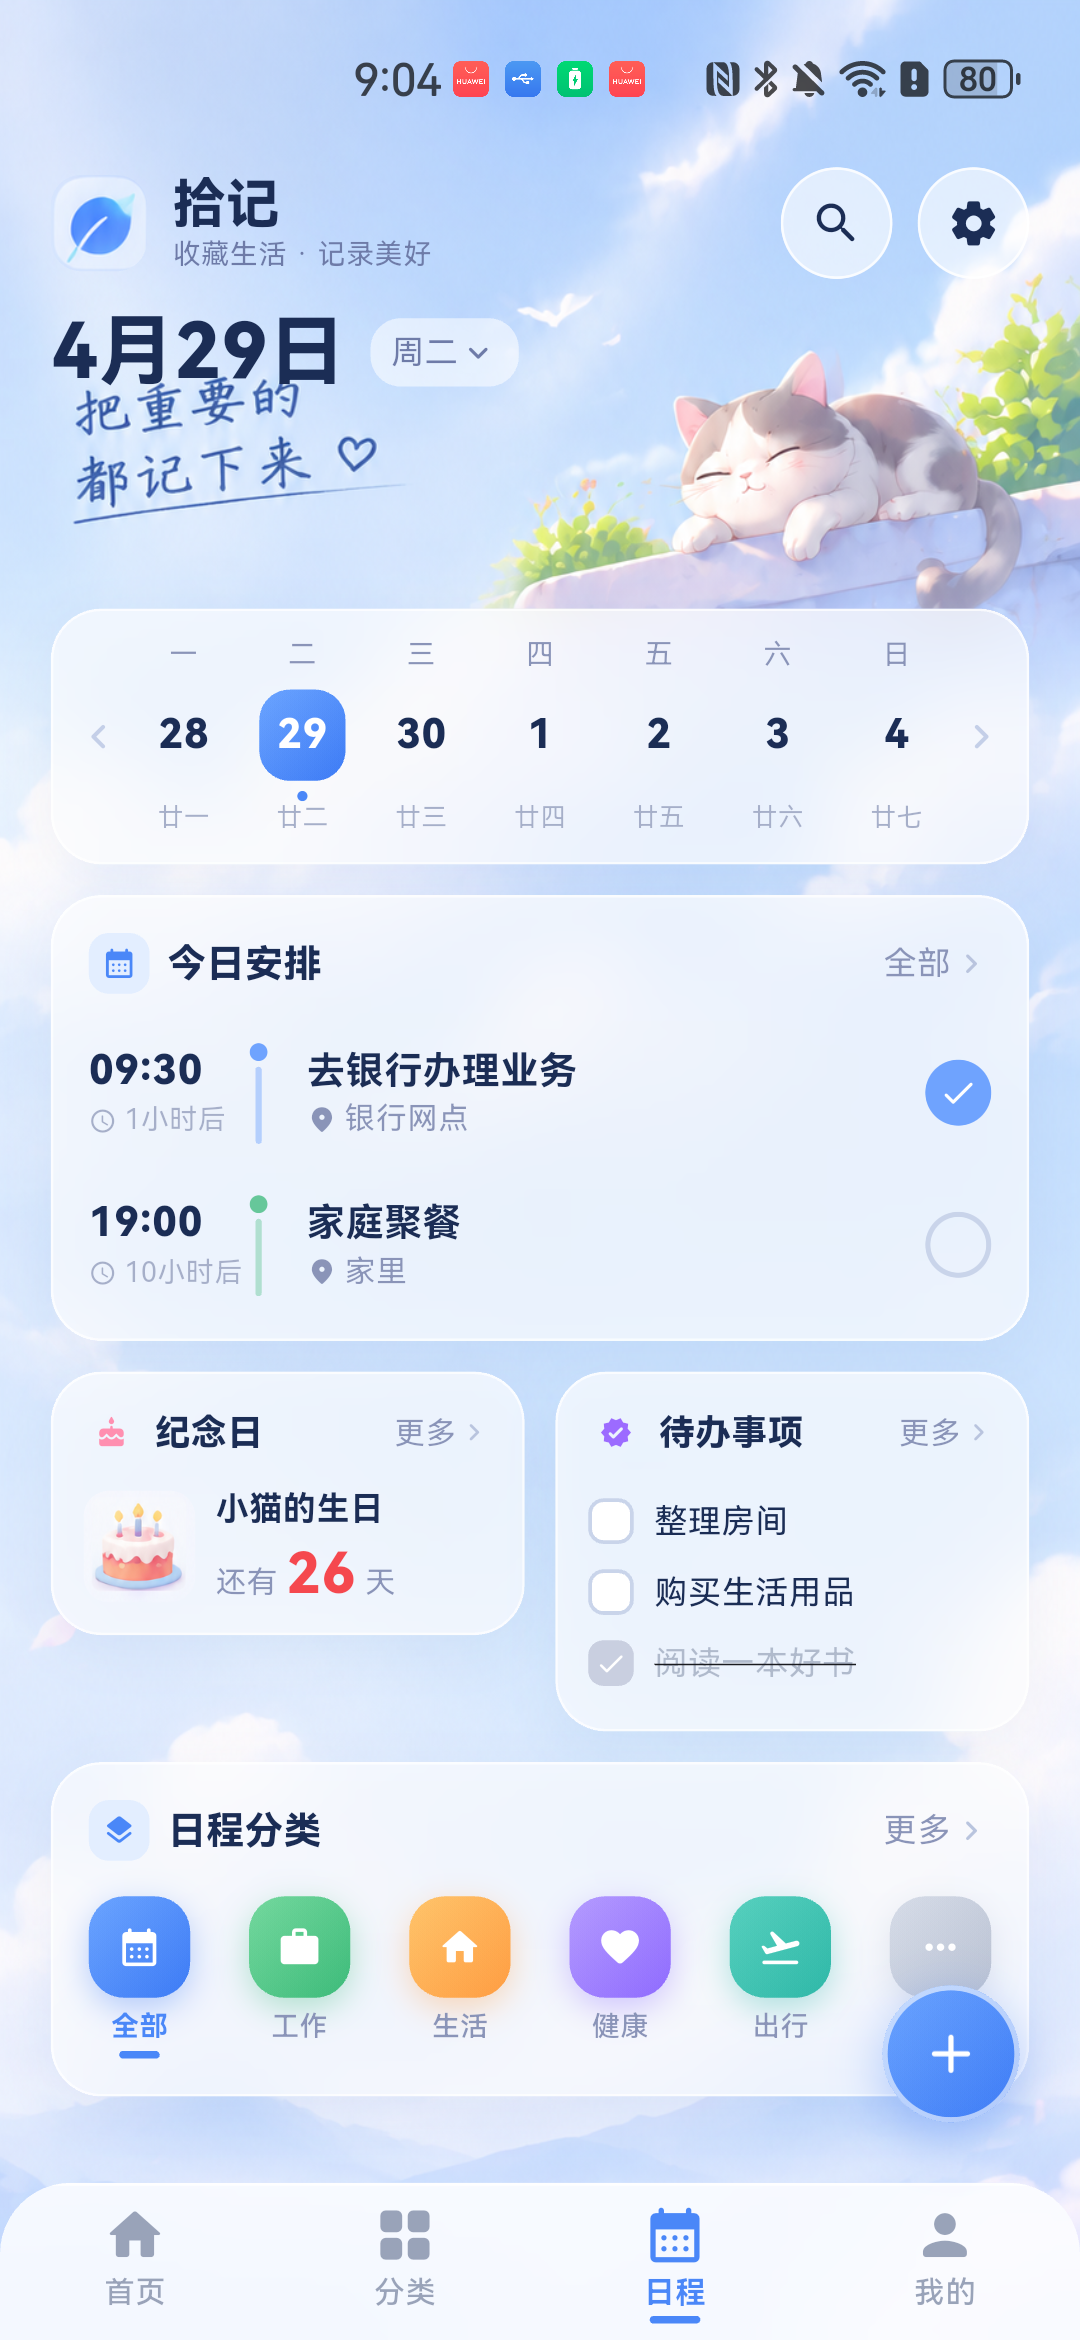 9:04 HUAWEI HUAWEI 80
拾记
收藏生活 · 记录美好
4月29日 周二
把重要的
都记下来
一 二 三 四 五 六 日
28 29 30 1 2 3 4
廿一 廿二 廿三 廿四 廿五 廿六 廿七
今日安排 全部
09:30 去银行办理业务
1小时后 银行网点
19:00 家庭聚餐
10小时后 家里
纪念日 更多
小猫的生日
还有 26 天
待办事项 更多
整理房间
购买生活用品
阅读一本好书
日程分类 更多
全部 工作 生活 健康 出行
首页 分类 日程 我的